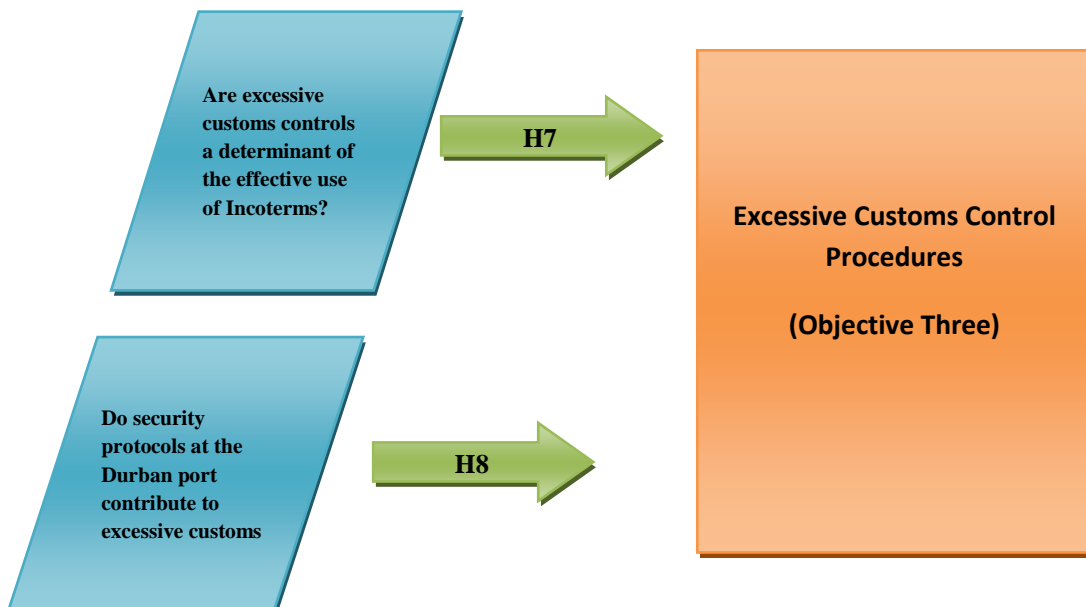 Are excessive
customs controls
a determinant of
the effective use
of Incoterms?
H7
Excessive Customs Control
Procedures
(Objective Three)
Do security
protocols at the
Durban port
contribute to
excessive customs
H8